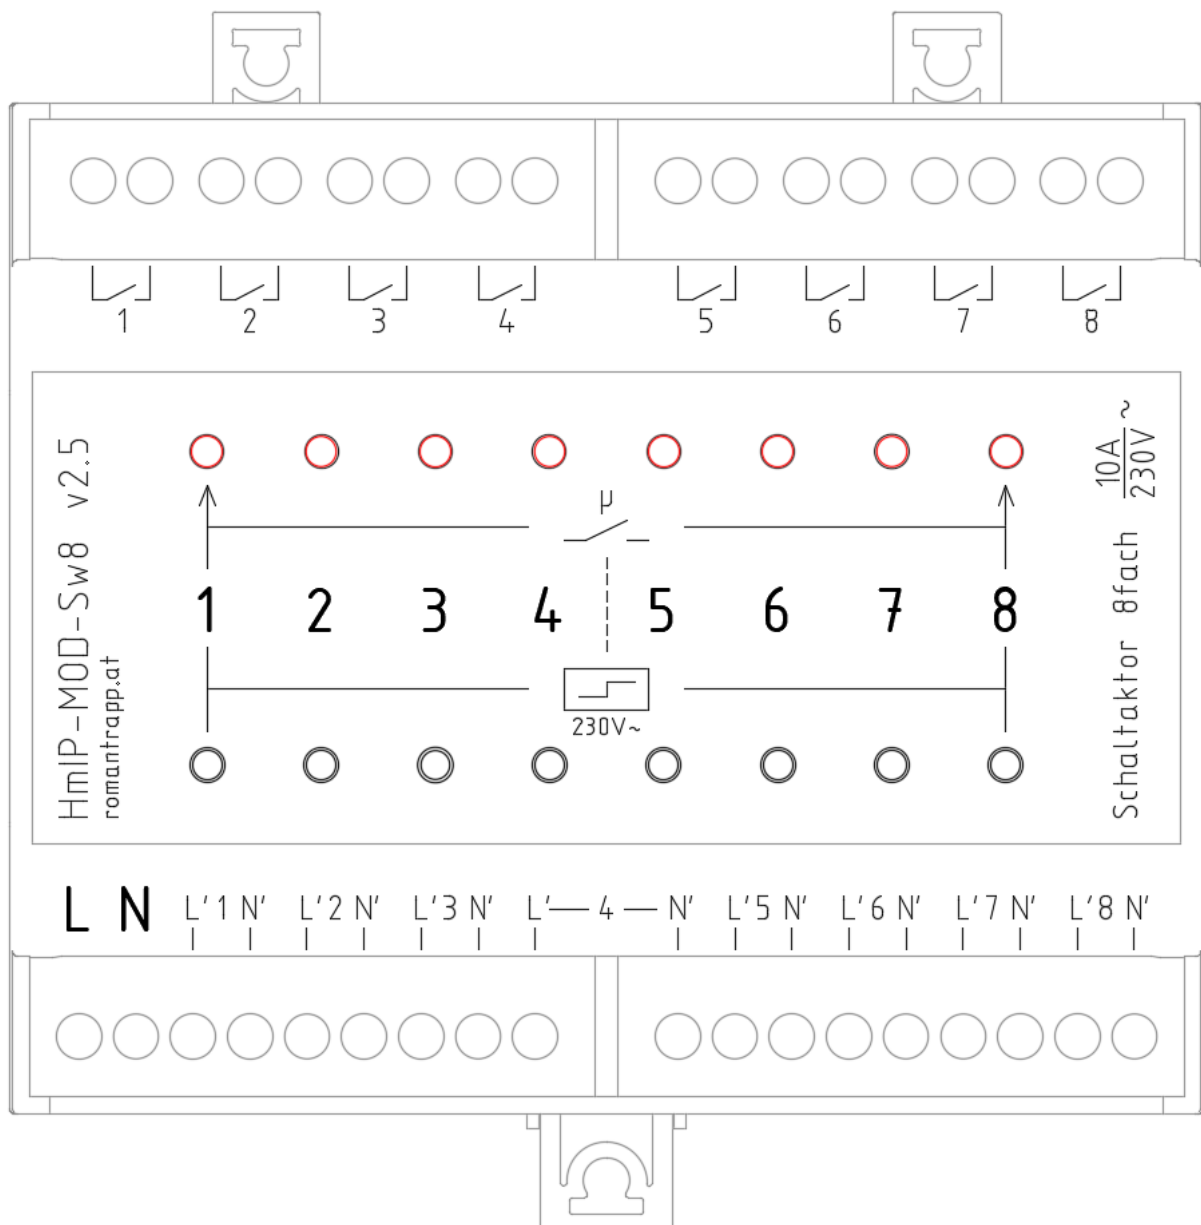 1 2 3 4 5 6 7 8
HmIP-MOD-Sw8 v2.5
romantrapp.at
µ
1 2 3 4 5 6 7 8
230V~
Schaltaktor 8fach 10A/230V ~
L N L'1 N' L'2 N' L'3 N' L'— 4 — N' L'5 N' L'6 N' L'7 N' L'8 N'